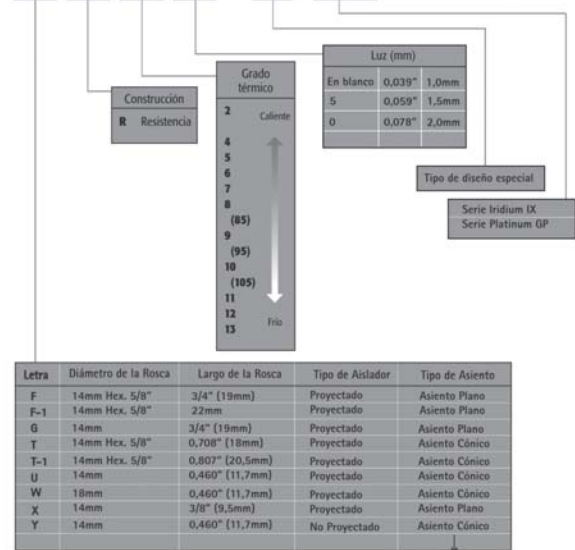 Luz (mm)
En blanco 0,039" 1,0mm
5 0,059" 1,5mm
0 0,078" 2,0mm
Grado
térmico
2 Caliente
4
5
6
7
8
(85)
9
(95)
10
(105)
11
12
13 Frío
Construcción
R Resistencia
Tipo de diseño especial
Serie Iridium IX
Serie Platinum GP
Letra Diámetro de la Rosca Largo de la Rosca Tipo de Aislador Tipo de Asiento
F 14mm Hex. 5/8" 3/4" (19mm) Proyectado Asiento Plano
F-1 14mm Hex. 5/8" 22mm Proyectado Asiento Plano
G 14mm 3/4" (19mm) Proyectado Asiento Plano
T 14mm Hex. 5/8" 0,708" (18mm) Proyectado Asiento Cónico
T-1 14mm Hex. 5/8" 0,807" (20,5mm) Proyectado Asiento Cónico
U 14mm 0,460" (11,7mm) Proyectado Asiento Cónico
W 18mm 0,460" (11,7mm) Proyectado Asiento Cónico
X 14mm 3/8" (9,5mm) Proyectado Asiento Plano
Y 14mm 0,460" (11,7mm) No Proyectado Asiento Cónico